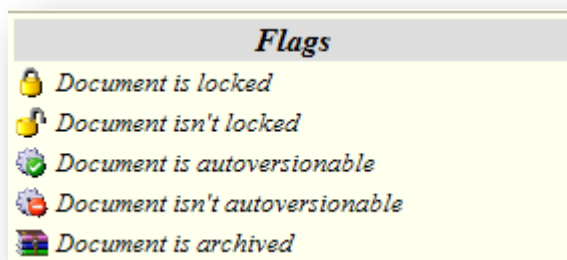 Flags
Document is locked
Document isn't locked
Document is autoversionable
Document isn't autoversionable
Document is archived